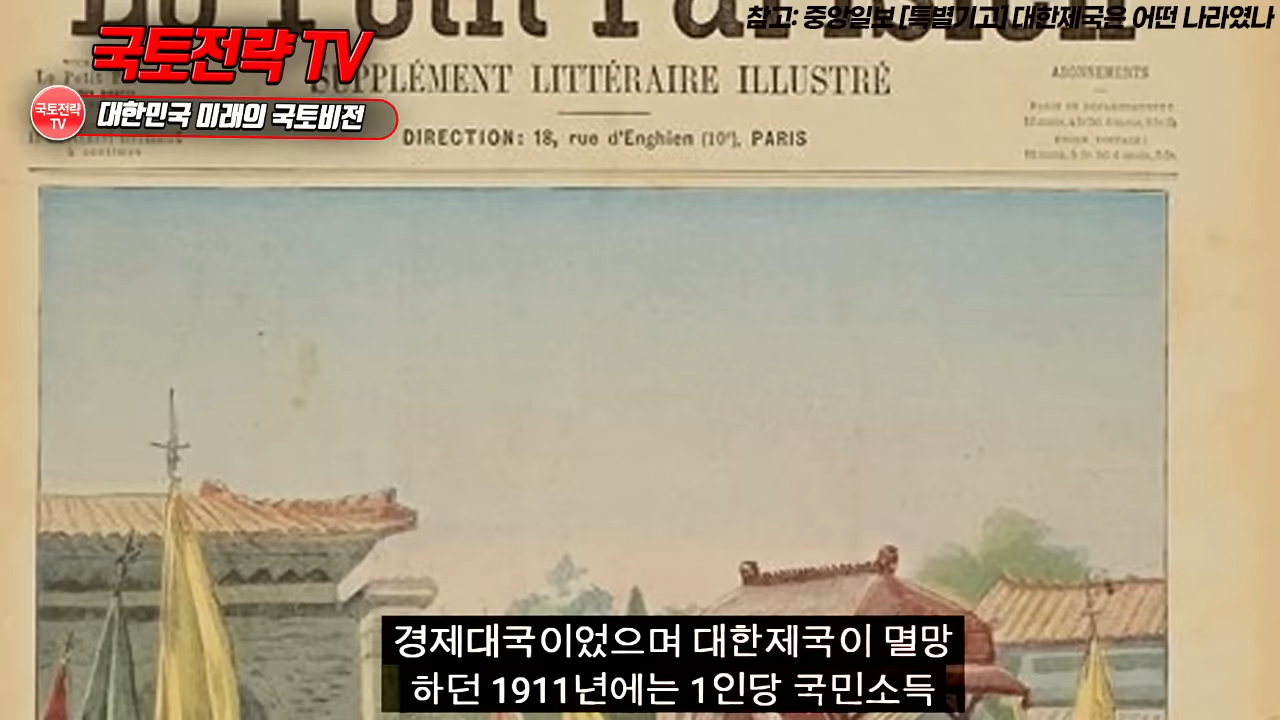 참고: 중앙일보 [특별기고] 대한제국은 어떤 나라였나
국토전략 TV
국토전략
TV
대한민국 미래의 국토비전
SUPPLÉMENT LITTÉRAIRE ILLUSTRÉ
ABONNEMENTS
DIRECTION: 18, rue d'Enghien (10e), PARIS
경제대국이었으며 대한제국이 멸망
하던 1911년에는 1인당 국민소득